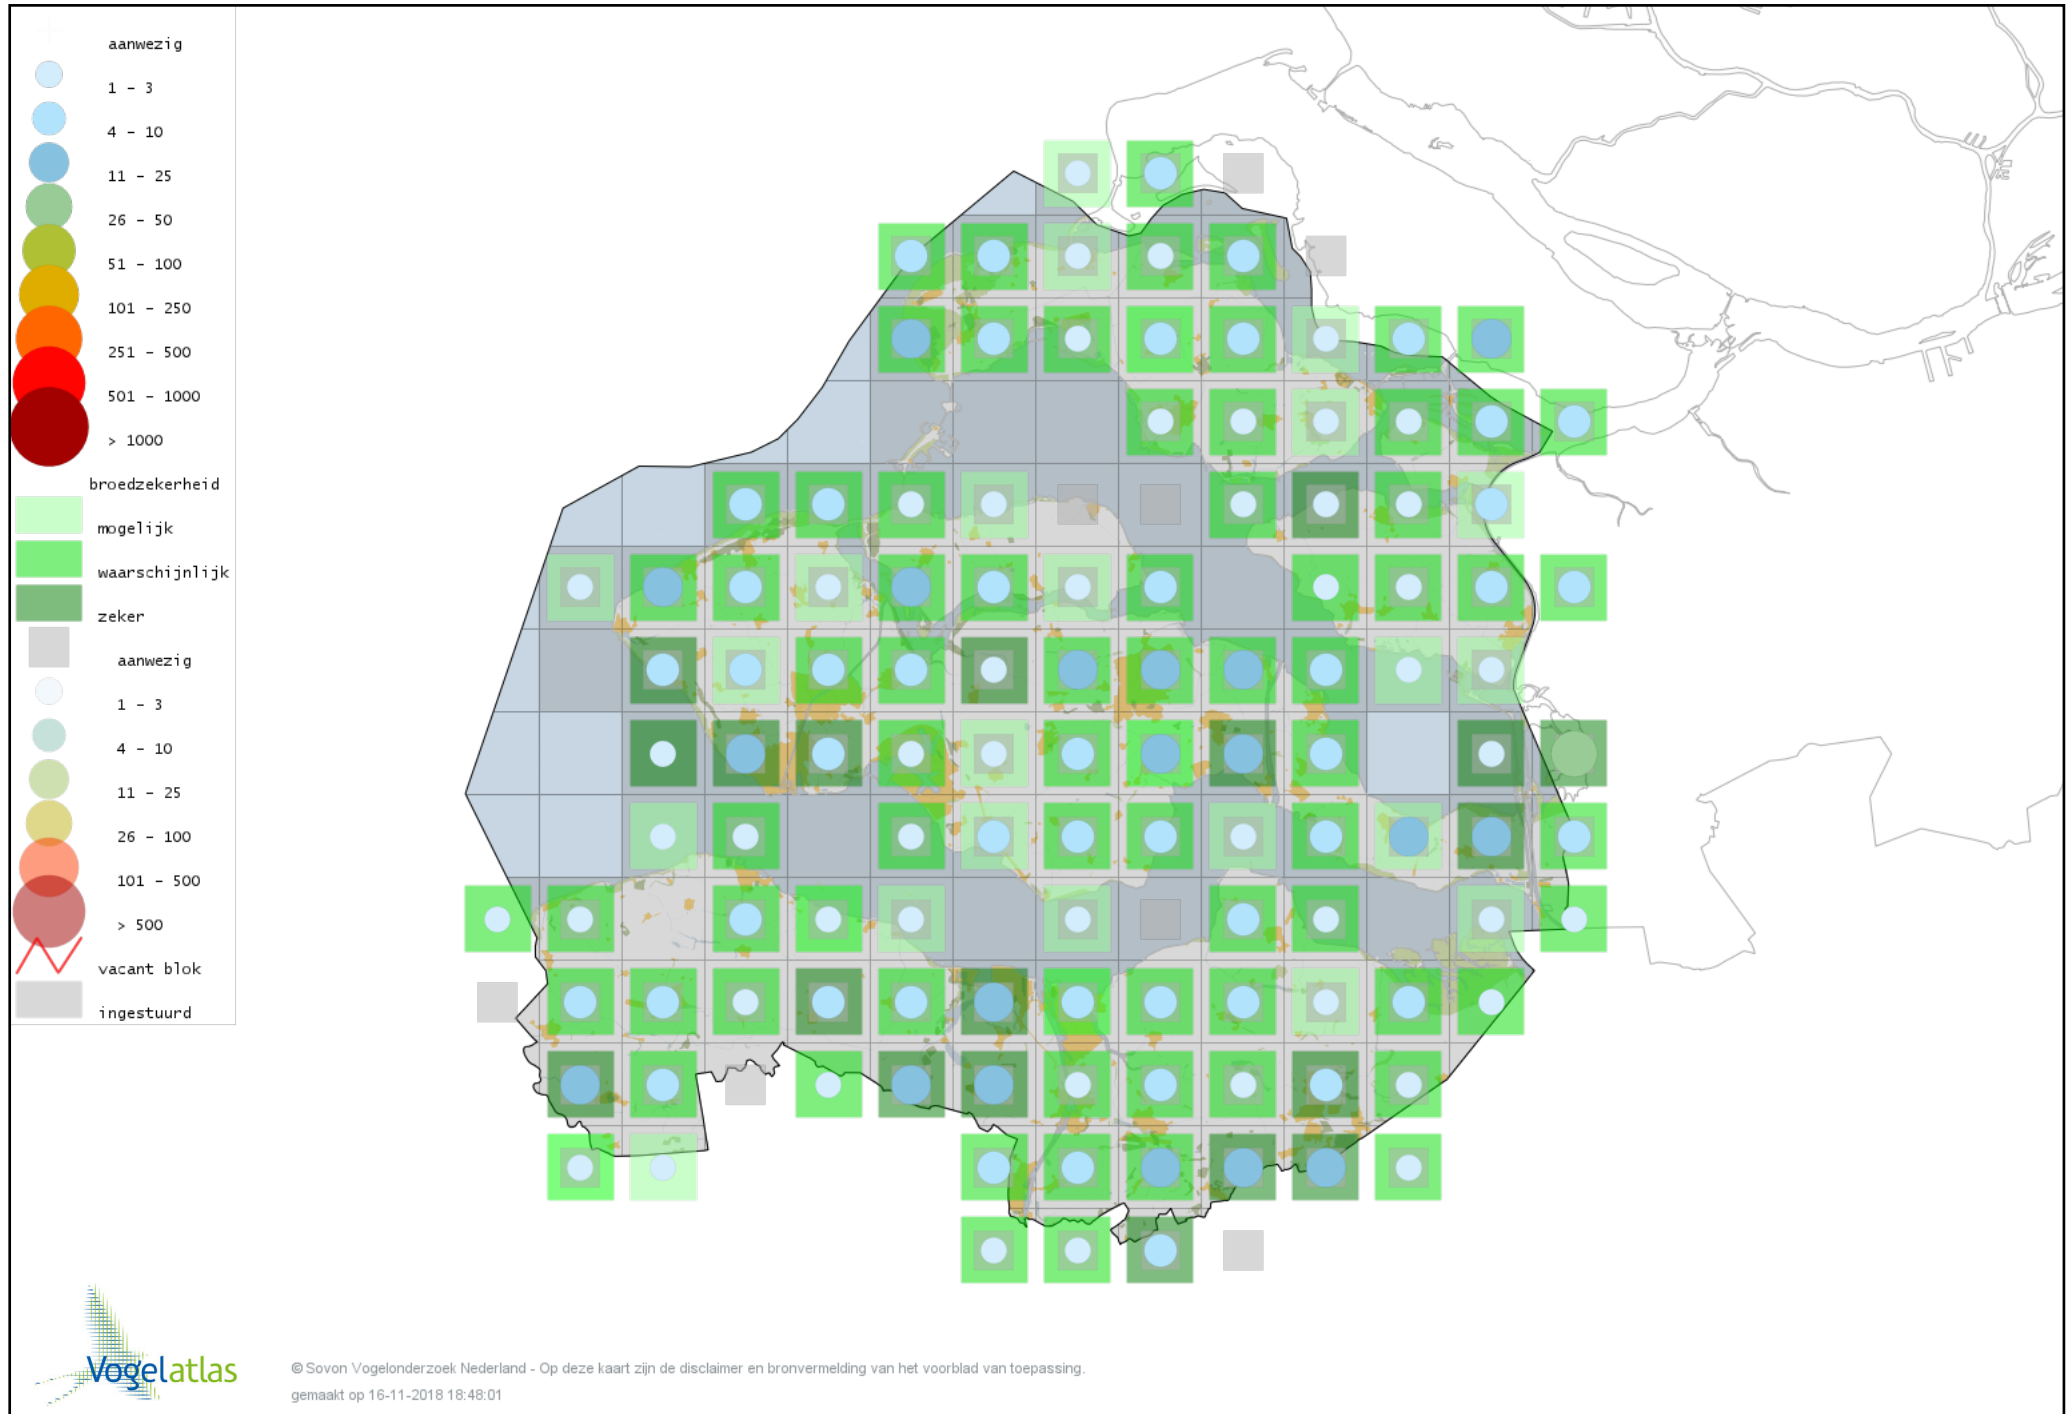 aanwezig
1 - 3
4 - 10
11 - 25
26 - 50
51 - 100
101 - 250
251 - 500
501 - 1000
> 1000
broedzekerheid
mogelijk
waarschijnlijk
zeker
aanwezig
1 - 3
4 - 10
11 - 25
26 - 100
101 - 500
> 500
vacant blok
ingestuurd
Vogelatlas
© Sovon Vogelonderzoek Nederland - Op deze kaart zijn de disclaimer en bronvermelding van het voorblad van toepassing.
gemaakt op 16-11-2018 18:48:01